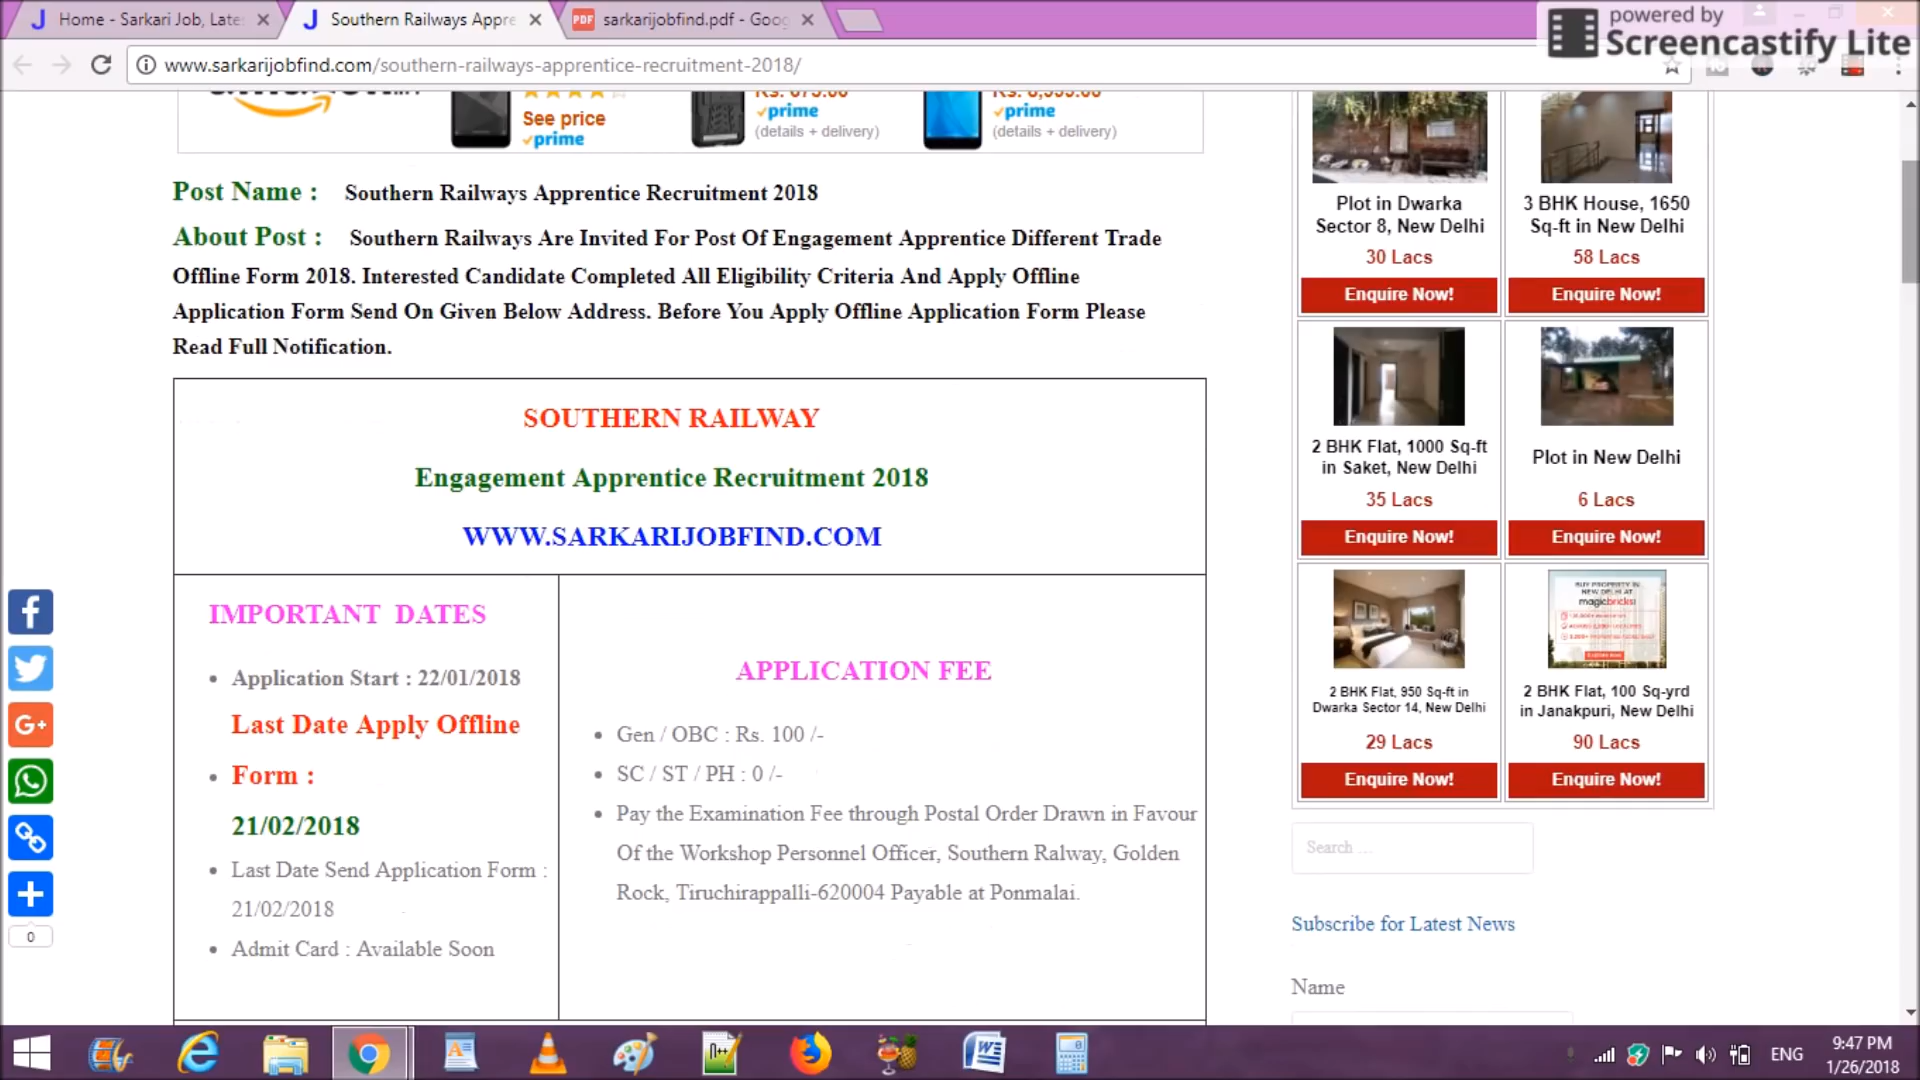 Home - Sarkari Job, Late
Southern Railways Appre
PDF sarkarijobfind.pdf - Goog
powered by
Screencastify Lite
www.sarkarijobfind.com/southern-railways-apprentice-recruitment-2018/
See price
prime
prime
(details + delivery)
prime
(details + delivery)
Post Name : Southern Railways Apprentice Recruitment 2018
About Post : Southern Railways Are Invited For Post Of Engagement Apprentice Different Trade
Offline Form 2018. Interested Candidate Completed All Eligibility Criteria And Apply Offline
Application Form Send On Given Below Address. Before You Apply Offline Application Form Please
Read Full Notification.
SOUTHERN RAILWAY
Engagement Apprentice Recruitment 2018
WWW.SARKARIJOBFIND.COM
IMPORTANT DATES
Application Start : 22/01/2018
Last Date Apply Offline
Form :
21/02/2018
Last Date Send Application Form :
21/02/2018
Admit Card : Available Soon
APPLICATION FEE
Gen / OBC : Rs. 100 /-
SC / ST / PH : 0 /-
Pay the Examination Fee through Postal Order Drawn in Favour
Of the Workshop Personnel Officer, Southern Ralway, Golden
Rock, Tiruchirappalli-620004 Payable at Ponmalai.
Plot in Dwarka
Sector 8, New Delhi
30 Lacs
Enquire Now!
3 BHK House, 1650
Sq-ft in New Delhi
58 Lacs
Enquire Now!
2 BHK Flat, 1000 Sq-ft
in Saket, New Delhi
35 Lacs
Enquire Now!
Plot in New Delhi
6 Lacs
Enquire Now!
2 BHK Flat, 950 Sq-ft in
Dwarka Sector 14, New Delhi
29 Lacs
Enquire Now!
BUY PROPERTY IN
NEW DELHI AT
magicbricks!
2 BHK Flat, 100 Sq-yrd
in Janakpuri, New Delhi
90 Lacs
Enquire Now!
Search ...
Subscribe for Latest News
Name
0
ENG
9:47 PM
1/26/2018